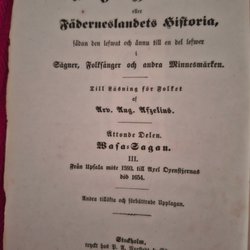 eller
Fäderneslandets Historia,
sådan den lefwat och ännu till en del lefwer
i
Sägner, Folksånger och andra Minnesmärken.
Till Läsning för Folket
af
Arv. Aug. Afzelius.
Åttonde Delen.
Wasa-Sagan.
III.
Från Upsala möte 1593, till Axel Oxenstjernas
död 1654.
Andra tillökta och förbättrade Upplagan.
Stockholm,
tryckt hos P. A.